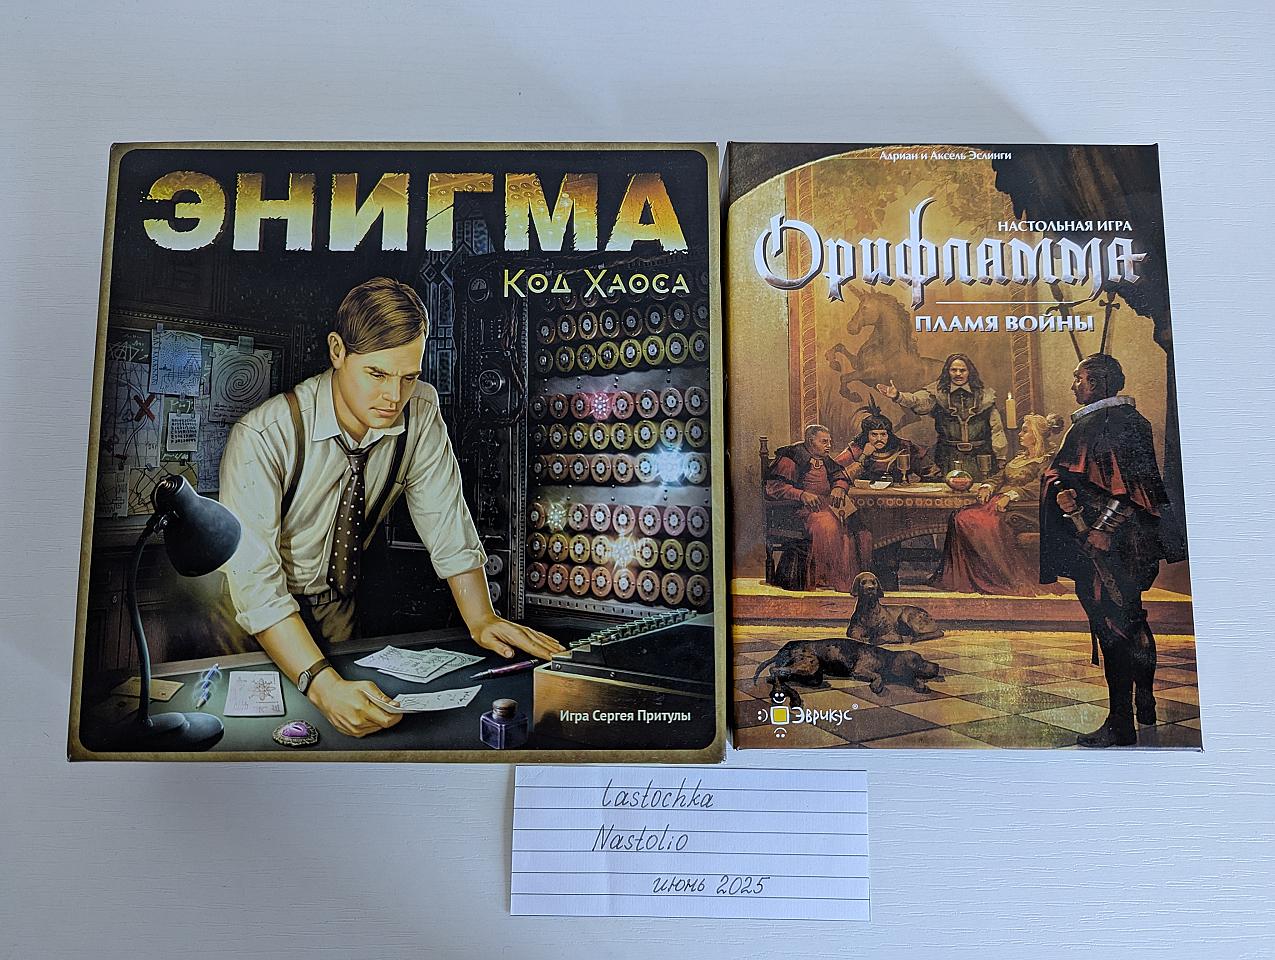 ЭНИГМА
Код Хаоса
Игра Сергея Притулы
Адриан и Аксель Эслинги
НАСТОЛЬНАЯ ИГРА
Орифламма
ПЛАМЯ ВОЙНЫ
Эврикус®
Lastochka
Nastolio
июнь 2025